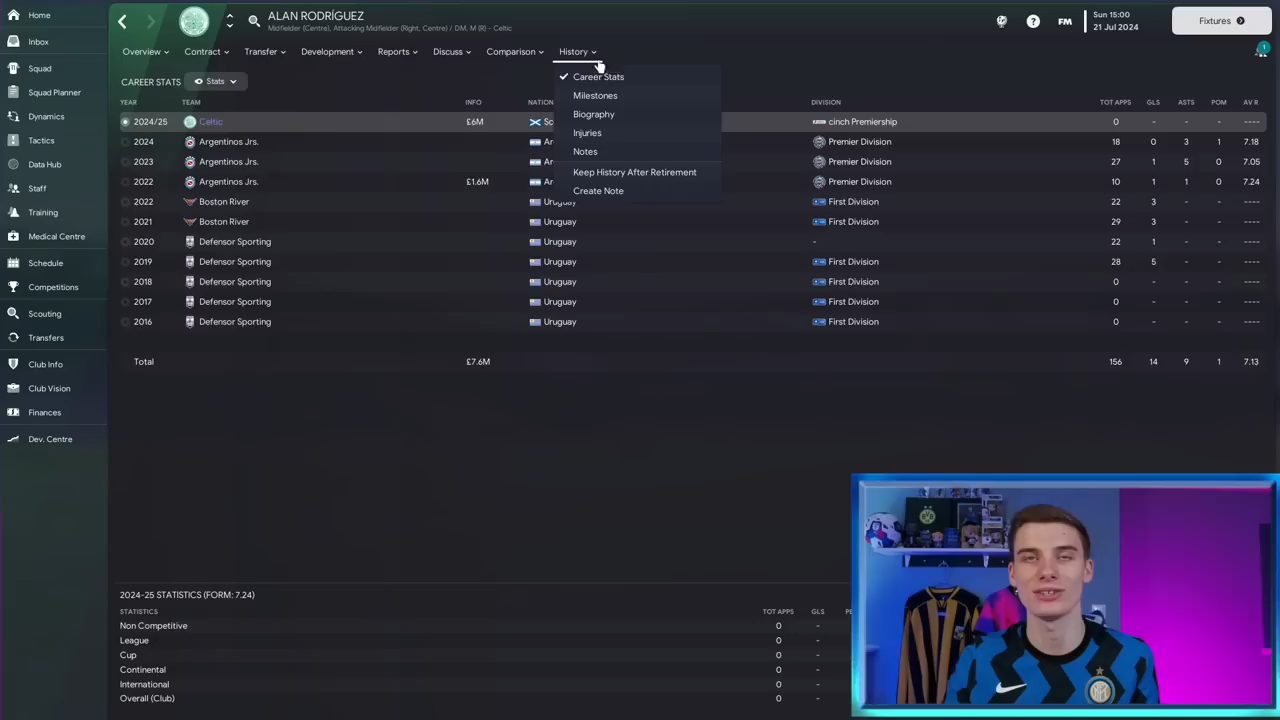 ALAN RODRÍGUEZ
Midfielder (Centre), Attacking Midfielder (Right, Centre) / DM, M (R) - Celtic
FM
Sun 15:00
21 Jul 2024
Fixtures
1
Overview
Contract
Transfer
Development
Reports
Discuss
Comparison
History
Home
Inbox
Squad
Squad Planner
Dynamics
Tactics
Data Hub
Staff
Training
Medical Centre
Schedule
Competitions
Scouting
Transfers
Club Info
Club Vision
Finances
Dev. Centre
CAREER STATS
Stats
Career Stats
Milestones
Biography
Injuries
Notes
Keep History After Retirement
Create Note
YEAR TEAM INFO NATION DIVISION TOT APPS GLS ASTS POM AV R
2024/25 Celtic £6M Sc cinch Premiership 0 - - - ----
2024 Argentinos Jrs. Ar Premier Division 18 0 3 1 7.18
2023 Argentinos Jrs. Ar Premier Division 27 1 5 0 7.05
2022 Argentinos Jrs. £1.6M Ar Premier Division 10 1 1 0 7.24
2022 Boston River Uruguay First Division 22 3 - - ----
2021 Boston River Uruguay First Division 29 3 - - ----
2020 Defensor Sporting Uruguay - 22 1 - - ----
2019 Defensor Sporting Uruguay First Division 28 5 - - ----
2018 Defensor Sporting Uruguay First Division 0 - - - ----
2017 Defensor Sporting Uruguay First Division 0 - - - ----
2016 Defensor Sporting Uruguay First Division 0 - - - ----
Total £7.6M 156 14 9 1 7.13
2024-25 STATISTICS (FORM: 7.24)
STATISTICS TOT APPS GLS
Non Competitive 0 -
League 0 -
Cup 0 -
Continental 0 -
International 0 -
Overall (Club) 0 -